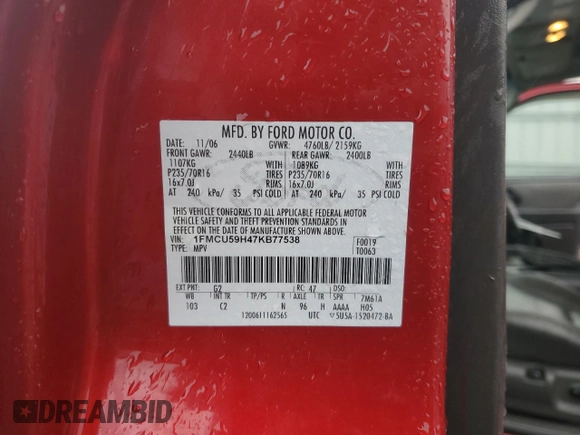 MFD. BY FORD MOTOR CO.
DATE: 11/06 GVWR: 4760LB/ 2159KG
FRONT GAWR: 2440LB REAR GAWR: 2400LB
1107KG WITH 1089KG WITH
P235/70R16 TIRES P235/70R16 TIRES
16x7.0J RIMS 16x7.0J RIMS
AT 240 kPa/ 35 PSI COLD AT 240 kPa/ 35 PSI COLD
THIS VEHICLE CONFORMS TO ALL APPLICABLE FEDERAL MOTOR
VEHICLE SAFETY AND THEFT PREVENTION STANDARDS IN
EFFECT ON THE DATE OF MANUFACTURE SHOWN ABOVE.
VIN: 1FMCU59H47KB77538 F0019
TYPE: MPV T0063
EXT PNT: G2 RC: 47 DSO:
WB INT TR TP/PS R AXLE TR SPR 7M61A
103 C2 N 96 H AAAA H05
1200611162565 UTC 5U5A-1520472-BA
DREAMBID